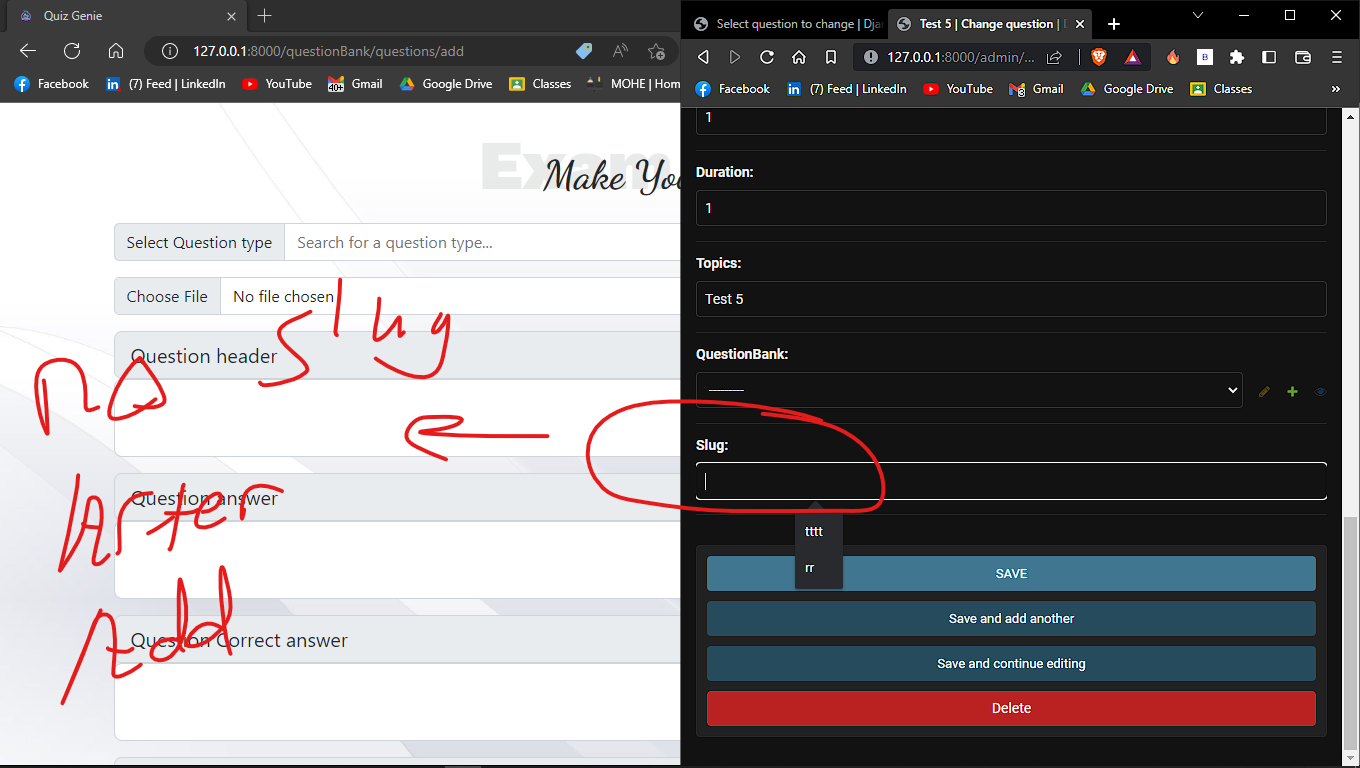 Quiz Genie
127.0.0.1:8000/questionBank/questions/add
Facebook
(7) Feed | LinkedIn
YouTube
40+
Gmail
Google Drive
Classes
MOHE | Hom
Exam
Make You
Select Question type
Search for a question type...
Choose File
No file chosen
Question header
Question answer
Question Correct answer
no slug
After
Add
Select question to change | Dja
Test 5 | Change question |
127.0.0.1:8000/admin/...
Facebook
(7) Feed | LinkedIn
YouTube
Gmail
Google Drive
Classes
»
1
Duration:
1
Topics:
Test 5
QuestionBank:
---------
Slug:
tttt
rr
SAVE
Save and add another
Save and continue editing
Delete